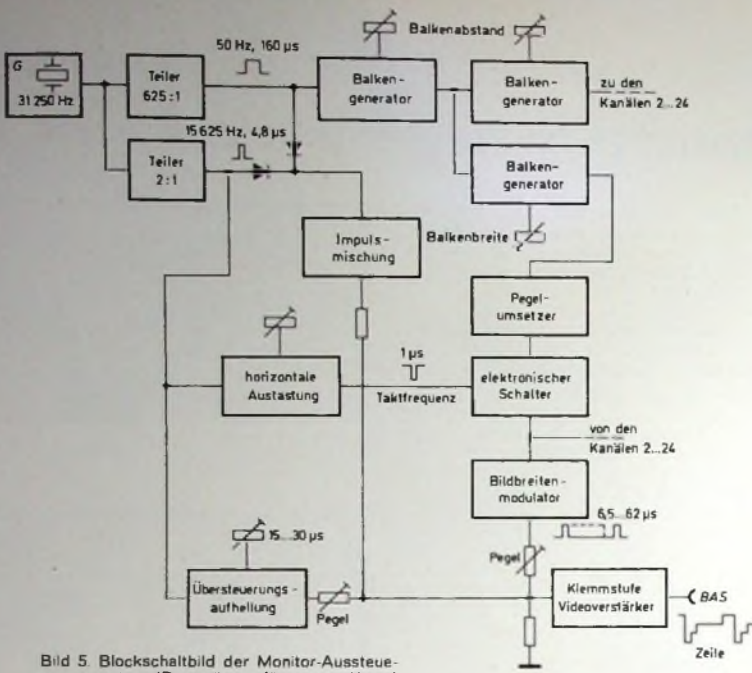 50 Hz, 160 µs
Balkenabstand
G
31 250 Hz
Teiler
625:1
Balken-
generator
Balken-
generator
zu den
Kanälen 2...24
15 625 Hz, 4,8 µs
Teiler
2:1
Balken-
generator
Impuls-
mischung
Balkenbreite
Pegel-
umsetzer
horizontale
Austastung
1 µs
Taktfrequenz
elektronischer
Schalter
von den
Kanälen 2...24
Bildbreiten-
modulator
6,5...62 µs
15...30 µs
Pegel
Übersteuerungs-
aufhellung
Pegel
Klemmstufe
Videoverstärker
BAS
Zeile
Bild 5. Blockschaltbild der Monitor-Aussteue-